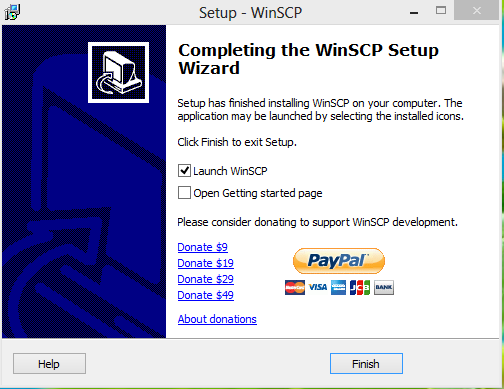 Setup - WinSCP
Completing the WinSCP Setup
Wizard
Setup has finished installing WinSCP on your computer. The
application may be launched by selecting the installed icons.
Click Finish to exit Setup.
Launch WinSCP
Open Getting started page
Please consider donating to support WinSCP development.
Donate $9
Donate $19
Donate $29
Donate $49
PayPal
MasterCard VISA JCB BANK
About donations
Help
Finish